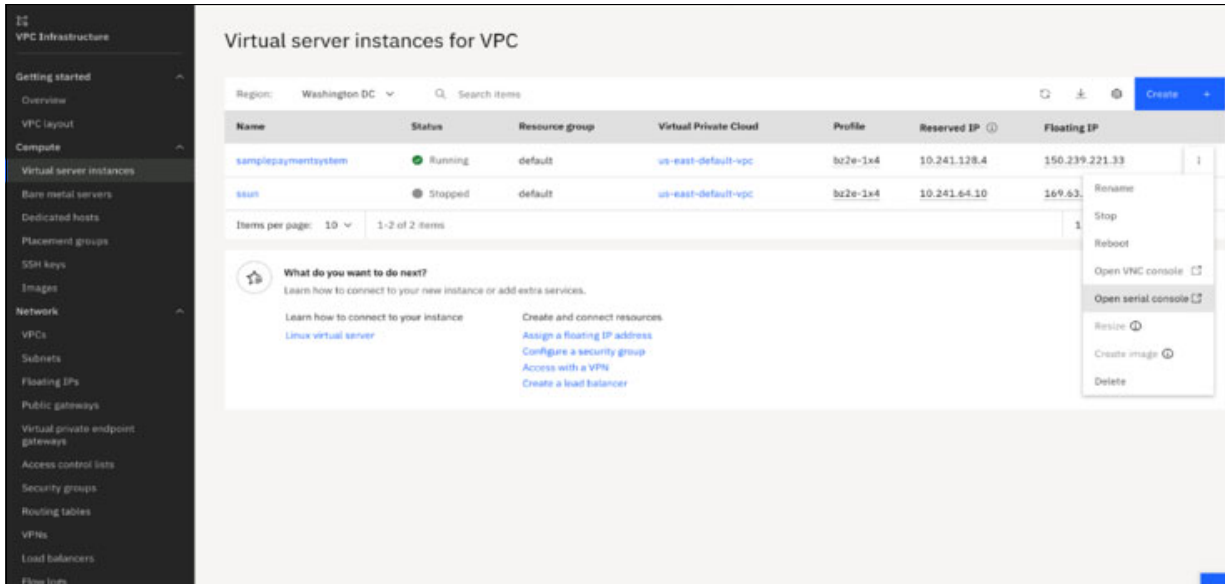 VPC Infrastructure
Getting started
Overview
VPC layout
Compute
Virtual server instances
Bare metal servers
Dedicated hosts
Placement groups
SSH keys
Images
Network
VPCs
Subnets
Floating IPs
Public gateways
Virtual private endpoint
gateways
Access control lists
Security groups
Routing tables
VPNs
Load balancers
Flow logs
Virtual server instances for VPC
Region: Washington DC Search items Create +
Name Status Resource group Virtual Private Cloud Profile Reserved IP Floating IP
samplepaymentsystem Running default us-east-default-vpc bz2e-1x4 10.241.128.4 150.239.221.33
ssun Stopped default us-east-default-vpc bz2e-1x4 10.241.64.10 169.63.
Items per page: 10 1-2 of 2 items 1
Rename
Stop
Reboot
Open VNC console
Open serial console
Resize
Create image
Delete
What do you want to do next?
Learn how to connect to your new instance or add extra services.
Learn how to connect to your instance
Linux virtual server
Create and connect resources
Assign a floating IP address
Configure a security group
Access with a VPN
Create a load balancer